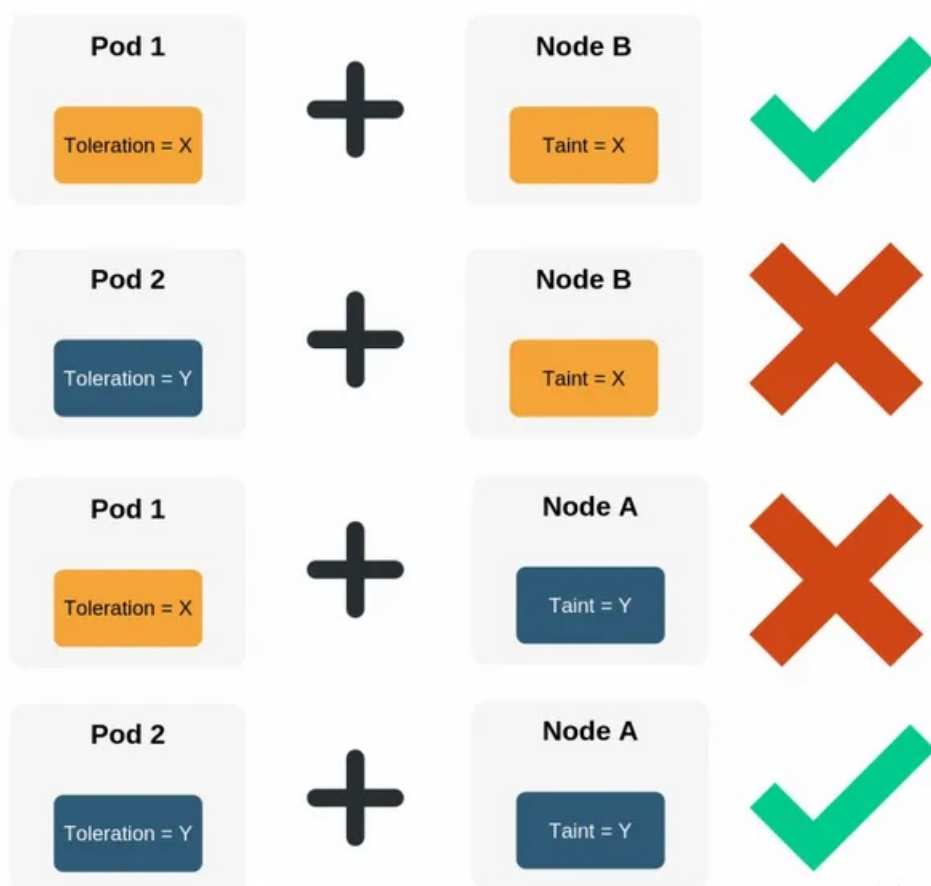 Pod 1
Node B
Toleration = X
Taint = X
Pod 2
Node B
Toleration = Y
Taint = X
Pod 1
Node A
Toleration = X
Taint = Y
Pod 2
Node A
Toleration = Y
Taint = Y